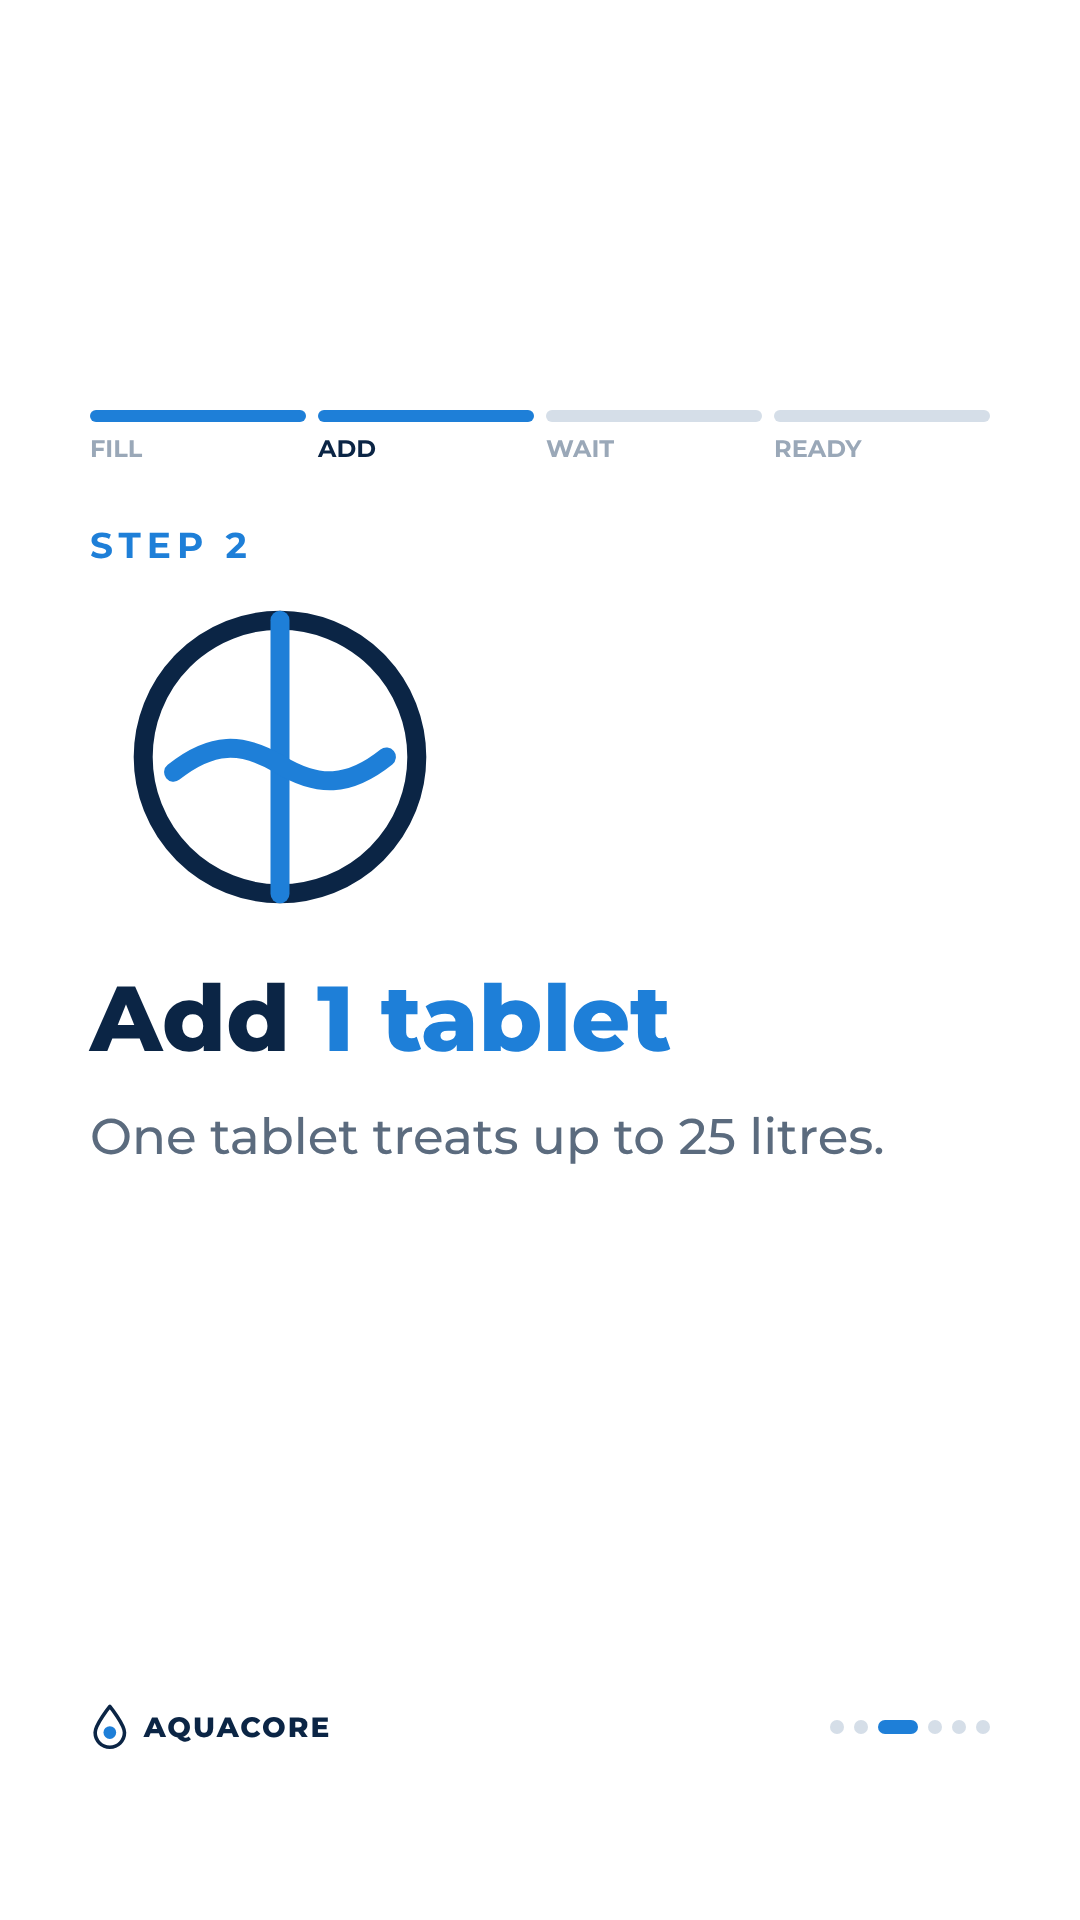 FILL ADD WAIT READY
STEP 2
Add 1 tablet
One tablet treats up to 25 litres.
AQUACORE